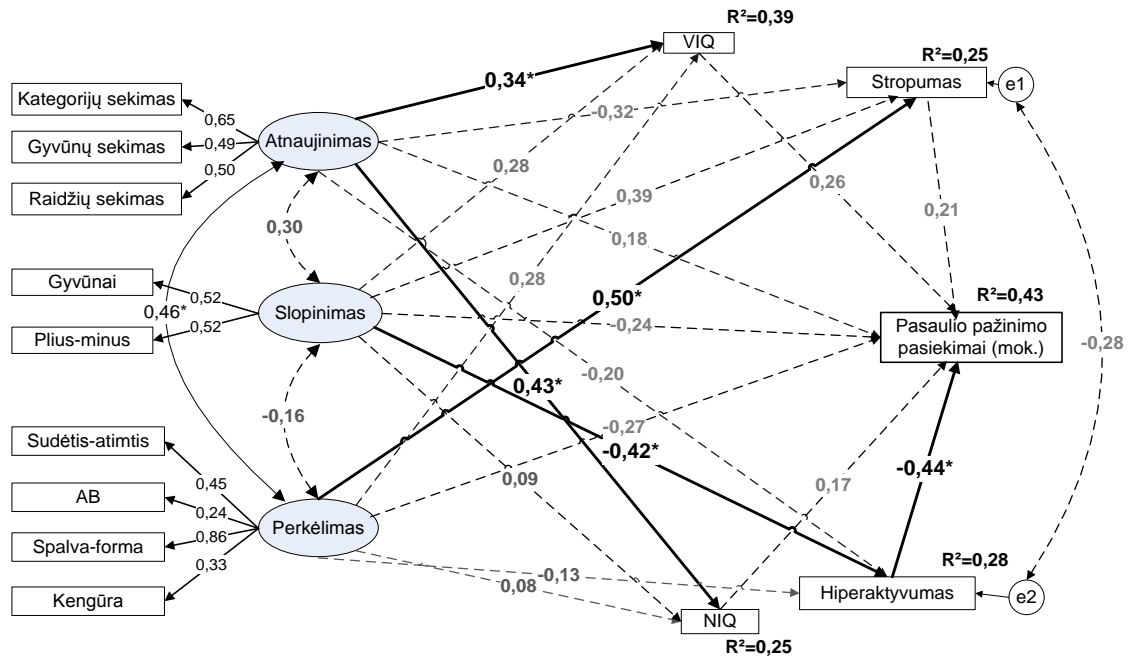 R²=0,39
VIQ
R²=0,25
Stropumas
e1
Kategorijų sekimas
0,65
0,34*
-0,32
Atnaujinimas
Gyvūnų sekimas
0,49
0,28
0,26
Raidžių sekimas
0,50
0,39
0,21
0,30
0,18
Gyvūnai
0,52
0,28
0,50*
R²=0,43
Slopinimas
0,46*
-0,24
Pasaulio pažinimo
pasiekimai (mok.)
-0,28
Plius-minus
0,52
0,43*
-0,20
-0,16
-0,27
Sudėtis-atimtis
-0,42*
-0,44*
0,45
0,09
0,17
AB
0,24
Perkėlimas
Spalva-forma
0,86
0,33
R²=0,28
-0,13
0,08
Kengūra
Hiperaktyvumas
e2
NIQ
R²=0,25